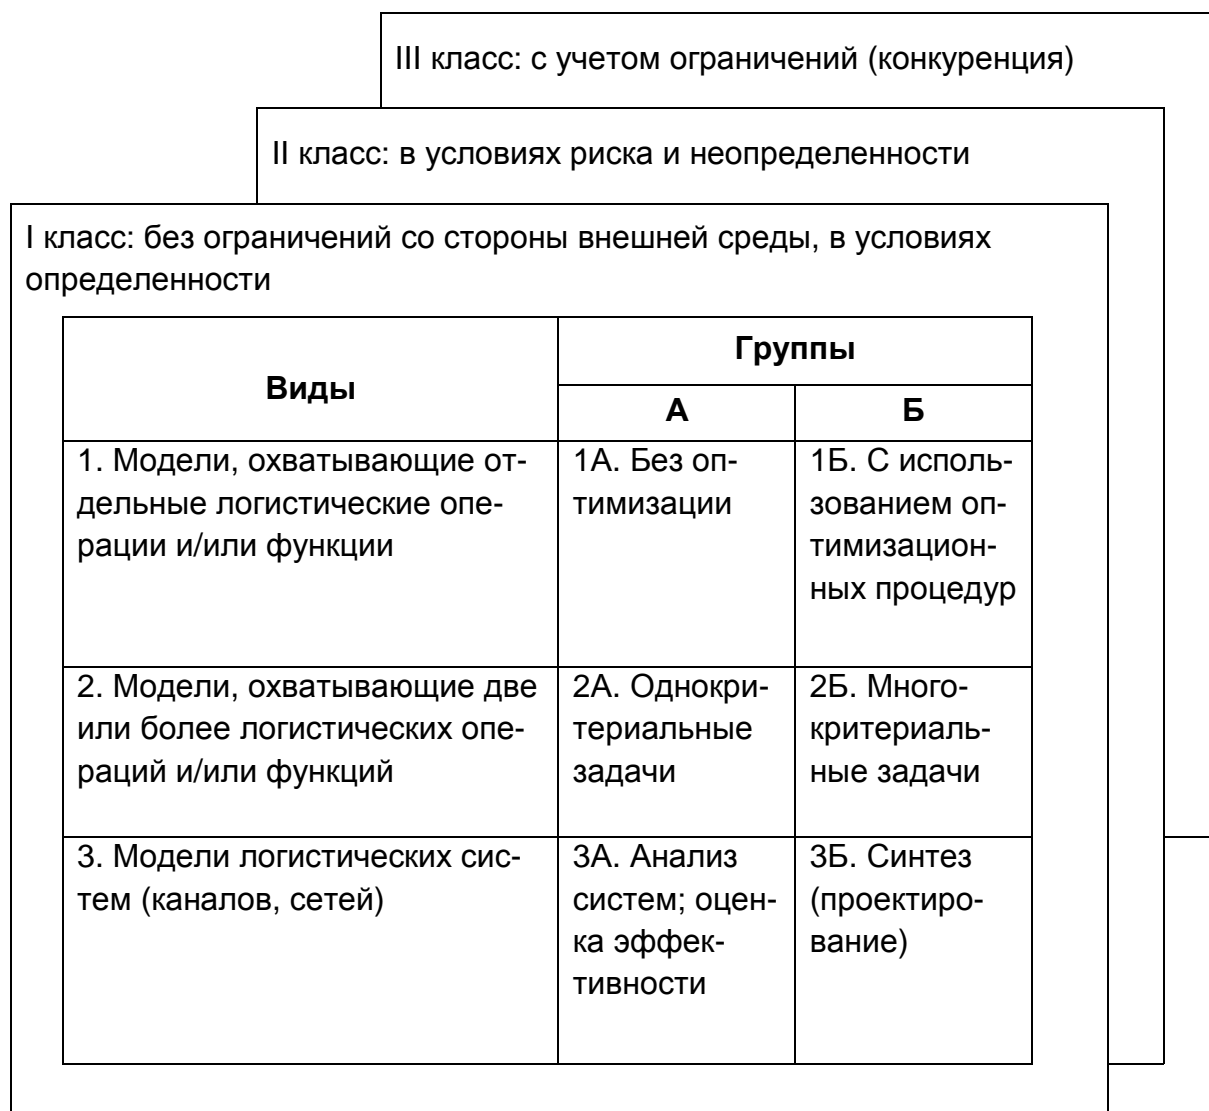 III класс: с учетом ограничений (конкуренция)
II класс: в условиях риска и неопределенности
I класс: без ограничений со стороны внешней среды, в условиях
определенности
Виды
Группы
А
Б
1. Модели, охватывающие от-
дельные логистические опе-
рации и/или функции
1А. Без оп-
тимизации
1Б. С исполь-
зованием оп-
тимизацион-
ных процедур
2. Модели, охватывающие две
или более логистических опе-
раций и/или функций
2А. Однокри-
териальные
задачи
2Б. Много-
критериаль-
ные задачи
3. Модели логистических сис-
тем (каналов, сетей)
3А. Анализ
систем; оцен-
ка эффек-
тивности
3Б. Синтез
(проектиро-
вание)